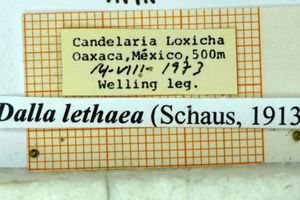 Candelaria Loxicha
Oaxaca,México,500m
14-VIII-1973
Welling leg.
Dalla lethaea (Schaus, 1913